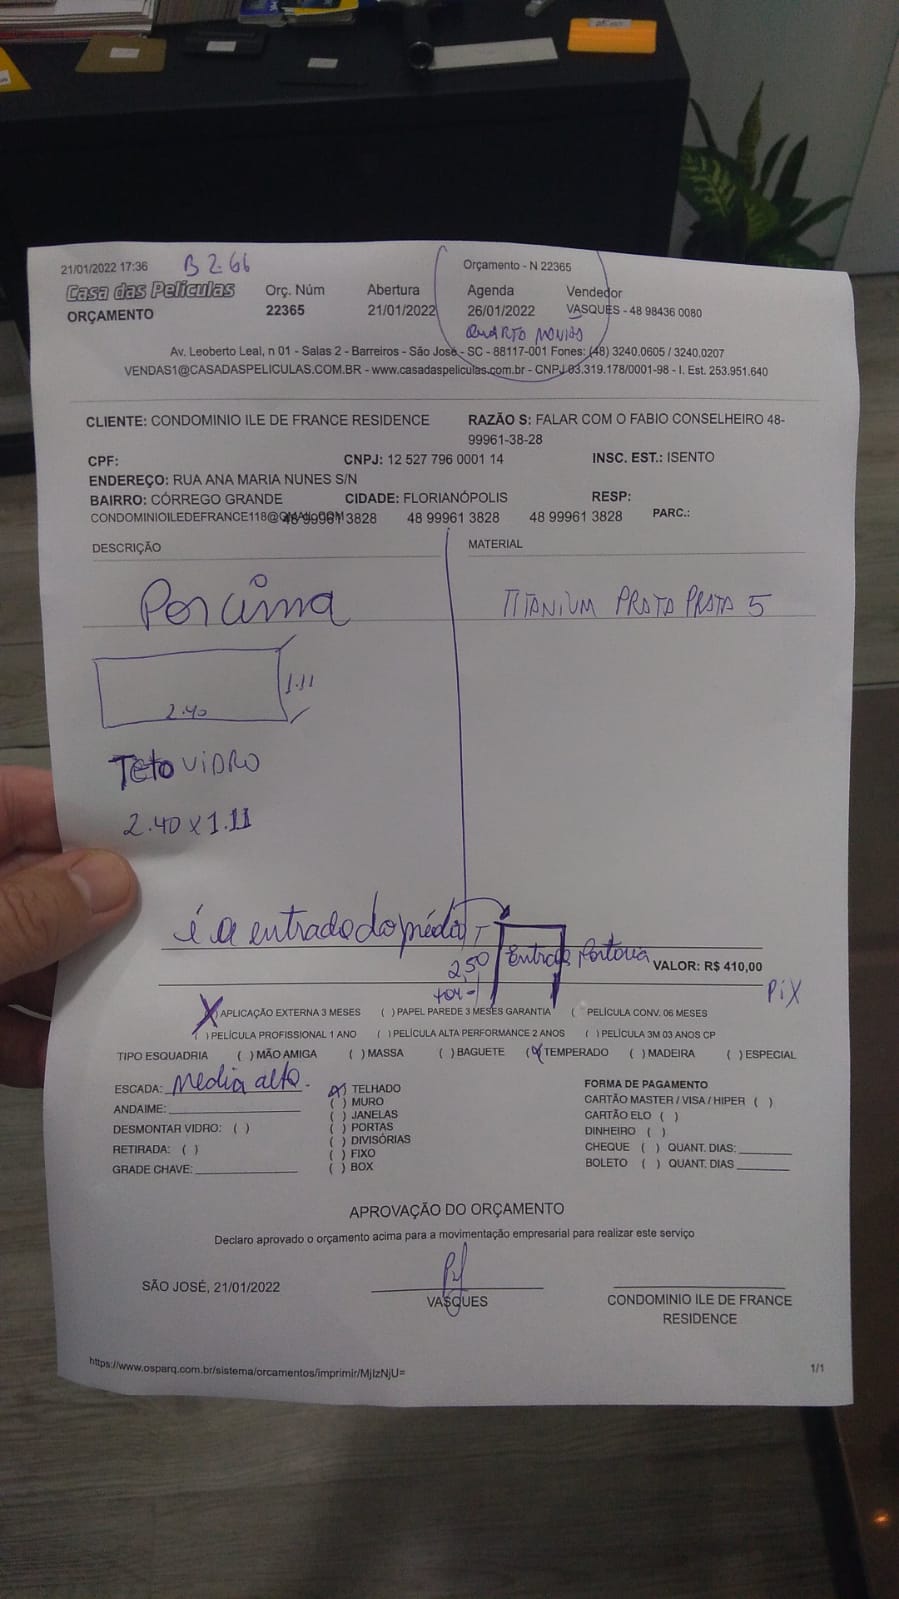 21/01/2022 17:36 B 2.66 Orçamento - N 22365
Casa das Películas Orç. Núm Abertura Agenda Vendedor
ORÇAMENTO 22365 21/01/2022 26/01/2022 VASQUES - 48 98436 0080
QUARTO
Av. Leoberto Leal, n 01 - Salas 2 - Barreiros - São José - SC - 88117-001 Fones: (48) 3240.0605 / 3240.0207
VENDAS1@CASADASPELICULAS.COM.BR - www.casadaspeliculas.com.br - CNPJ 03.319.178/0001-98 - I. Est. 253.951.640
CLIENTE: CONDOMINIO ILE DE FRANCE RESIDENCE RAZÃO S: FALAR COM O FABIO CONSELHEIRO 48-
99961-38-28
CPF: CNPJ: 12 527 796 0001 14 INSC. EST.: ISENTO
ENDEREÇO: RUA ANA MARIA NUNES S/N
BAIRRO: CÓRREGO GRANDE CIDADE: FLORIANÓPOLIS RESP:
CONDOMINIOILEDEFRANCE118@GMAIL.COM 48 99961 3828 48 99961 3828 48 99961 3828 PARC.:
DESCRIÇÃO MATERIAL
Por cima TITANIUM PRATA PRATA 5
1.11
2.40
Teto VIDRO
2.40 x 1.11
é a entrada do prédio
2,50 Entrada Portaria VALOR: R$ 410,00
PIX
(X) APLICAÇÃO EXTERNA 3 MESES ( ) PAPEL PAREDE 3 MESES GARANTIA ( PELÍCULA CONV. 06 MESES
( ) PELÍCULA PROFISSIONAL 1 ANO ( ) PELÍCULA ALTA PERFORMANCE 2 ANOS ( ) PELÍCULA 3M 03 ANOS CP
TIPO ESQUADRIA ( ) MÃO AMIGA ( ) MASSA ( ) BAGUETE (X) TEMPERADO ( ) MADEIRA ( ) ESPECIAL
ESCADA: Media alta.
ANDAIME:
DESMONTAR VIDRO: ( )
RETIRADA: ( )
GRADE CHAVE:
(X) TELHADO
( ) MURO
( ) JANELAS
( ) PORTAS
( ) DIVISÓRIAS
( ) FIXO
( ) BOX
FORMA DE PAGAMENTO
CARTÃO MASTER / VISA / HIPER ( )
CARTÃO ELO ( )
DINHEIRO ( )
CHEQUE ( ) QUANT. DIAS:
BOLETO ( ) QUANT. DIAS
APROVAÇÃO DO ORÇAMENTO
Declaro aprovado o orçamento acima para a movimentação empresarial para realizar este serviço
SÃO JOSÉ, 21/01/2022
VASQUES
CONDOMINIO ILE DE FRANCE
RESIDENCE
https://www.osparq.com.br/sistema/orcamentos/imprimir/MjIzNjU= 1/1